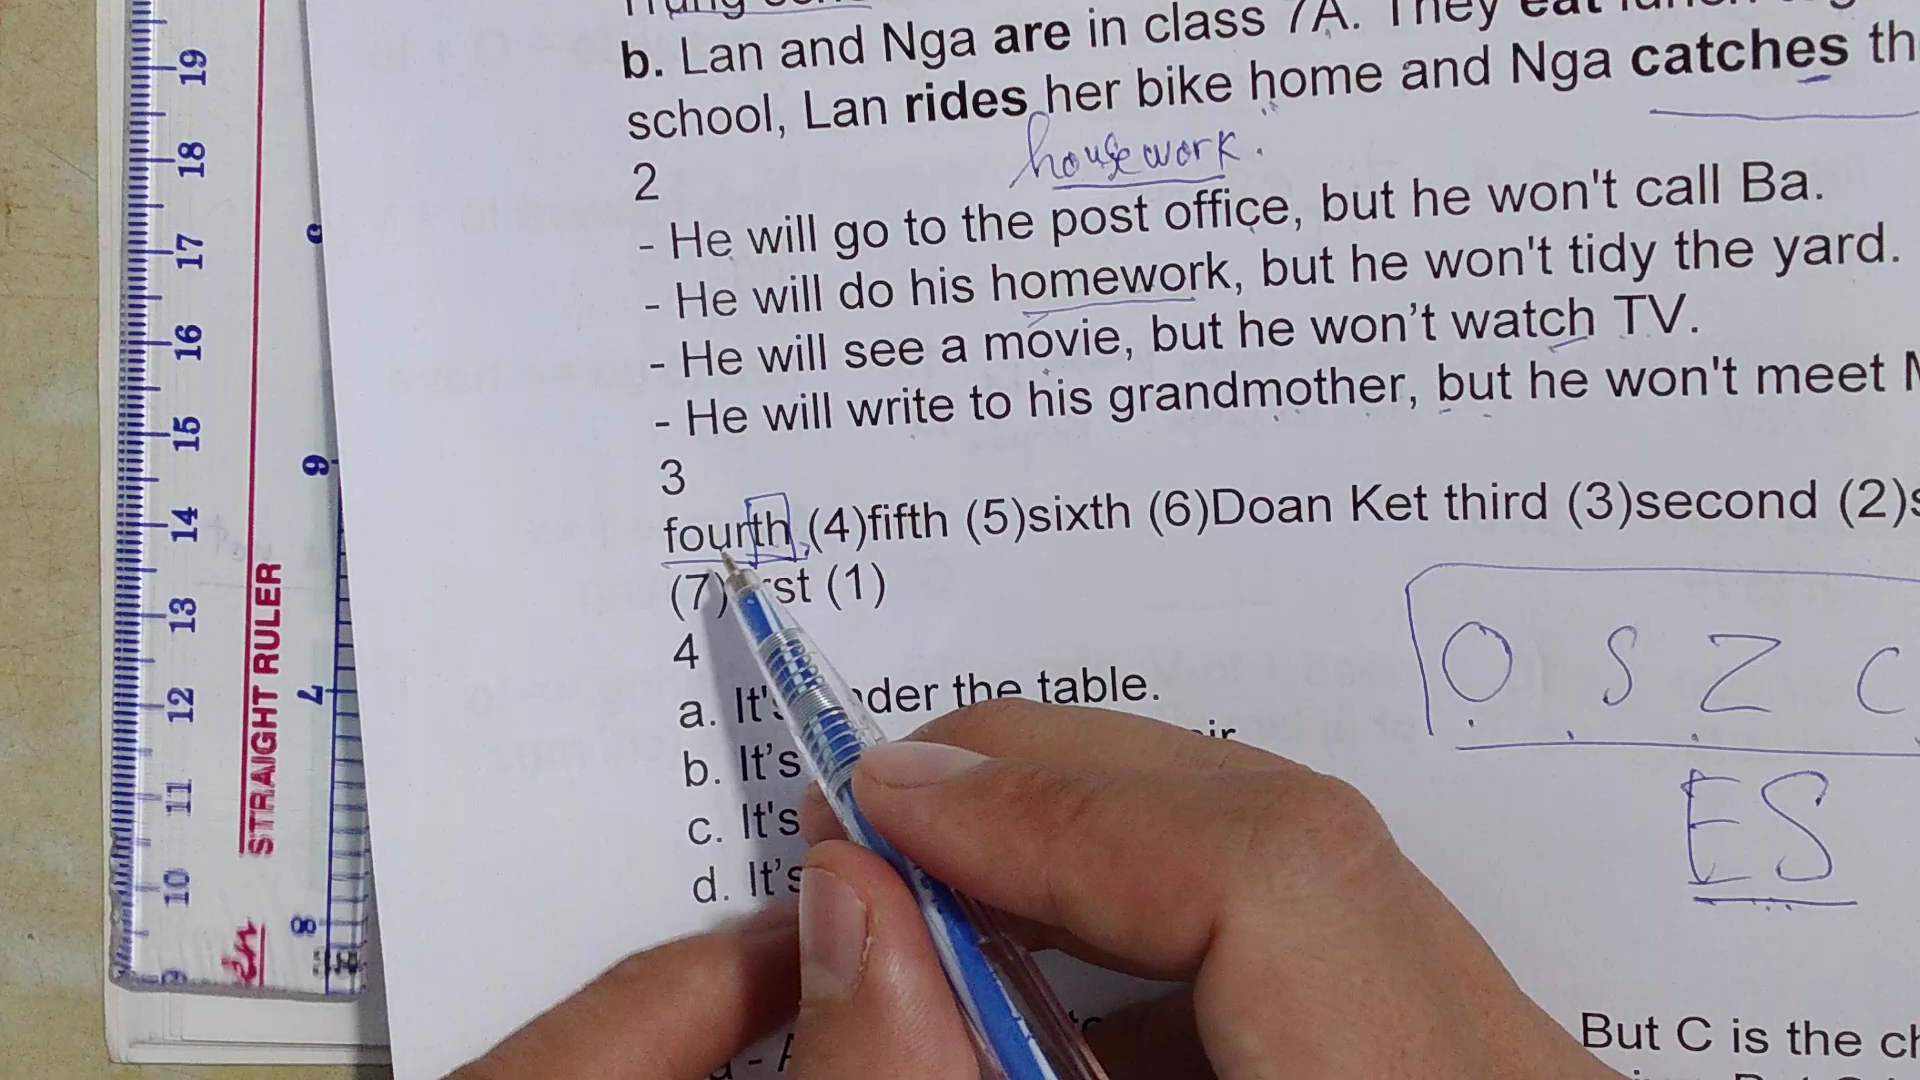 b. Lan and Nga are in class 7A. They eat
school, Lan rides her bike home and Nga catches th
housework.
2
- He will go to the post office, but he won't call Ba.
- He will do his homework, but he won't tidy the yard.
- He will see a movie, but he won’t watch TV.
- He will write to his grandmother, but he won't meet
3
fourth (4)fifth (5)sixth (6)Doan Ket third (3)second (2)s
(7) rst (1)
O S Z C
4
a. It's der the table.
b. It’s
ES
c. It's
d. It’s
But C is the ch
19 18 17 16 15 14 13 12 11 10 9
STRAIGHT RULER
in
6 7 8